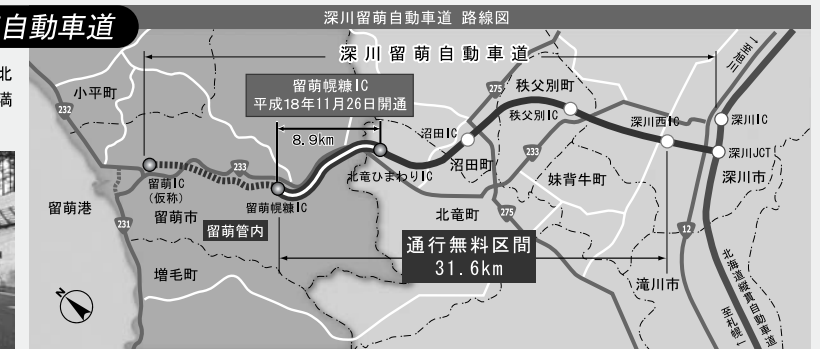 自動車道
北
満
深川留萌自動車道 路線図
深川留萌自動車道
留萌幌糠IC
平成18年11月26日開通
8.9km
小平町
232
275
秩父別町
秩父別IC
深川西IC
至旭川
深川IC
深川JCT
深川市
沼田IC
沼田町
233
北竜ひまわりIC
233
妹背牛町
留萌IC
(仮称)
留萌市
留萌幌糠IC
留萌管内
留萌港
231
北竜町
275
通行無料区間
31.6km
12
滝川市
増毛町
N
北海道縦貫自動車道
至札幌